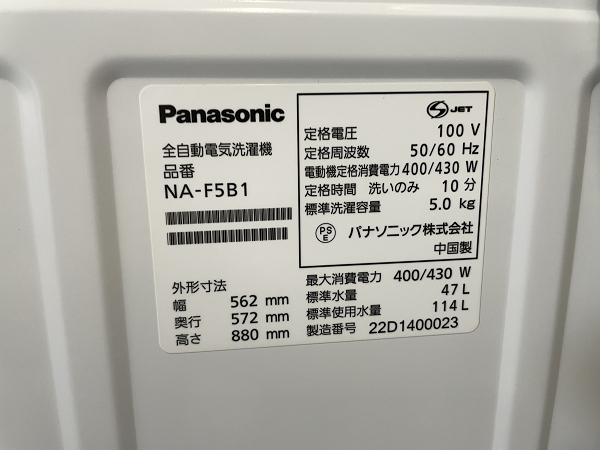 Panasonic
全自動電気洗濯機
品番
NA-F5B1
外形寸法
幅 562 mm
奥行 572 mm
高さ 880 mm
S JET
定格電圧 100 V
定格周波数 50/60 Hz
電動機定格消費電力 400/430 W
定格時間 洗いのみ 10 分
標準洗濯容量 5.0 kg
PSE パナソニック株式会社
中国製
最大消費電力 400/430 W
標準水量 47 L
標準使用水量 114 L
製造番号 22D1400023